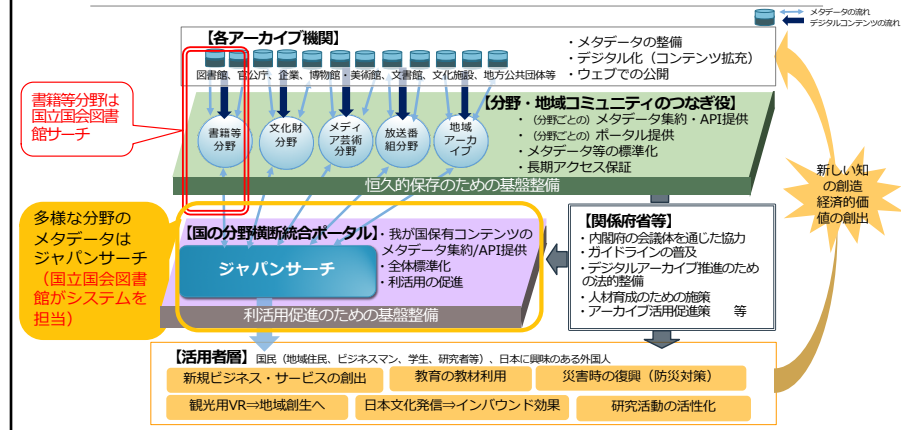 メタデータの流れ
デジタルコンテンツの流れ
【各アーカイブ機関】
・メタデータの整備
・デジタル化（コンテンツ拡充）
・ウェブでの公開
図書館、官公庁、企業、博物館・美術館、文書館、文化施設、地方公共団体等
書籍等分野は
国立国会図書
館サーチ
【分野・地域コミュニティのつなぎ役】
・（分野ごとの）メタデータ集約・API提供
・（分野ごとの）ポータル提供
・メタデータ等の標準化
・長期アクセス保証
書籍等
分野
文化財
分野
メディ
ア芸術
分野
放送番
組分野
地域
アーカ
イブ
恒久的保存のための基盤整備
新しい知
の創造
経済的価
値の創出
多様な分野の
メタデータは
ジャパンサーチ
（国立国会図書
館がシステムを
担当）
【国の分野横断統合ポータル】
・我が国保有コンテンツの
メタデータ集約/API提供
・全体標準化
・利活用の促進
ジャパンサーチ
利活用促進のための基盤整備
【関係府省等】
・内閣府の会議体を通じた協力
・ガイドラインの普及
・デジタルアーカイブ推進のため
の法的整備
・人材育成のための施策
・アーカイブ活用促進策　等
【活用者層】国民（地域住民、ビジネスマン、学生、研究者等）、日本に興味のある外国人
新規ビジネス・サービスの創出
教育の教材利用
災害時の復興（防災対策）
観光用VR⇒地域創生へ
日本文化発信⇒インバウンド効果
研究活動の活性化